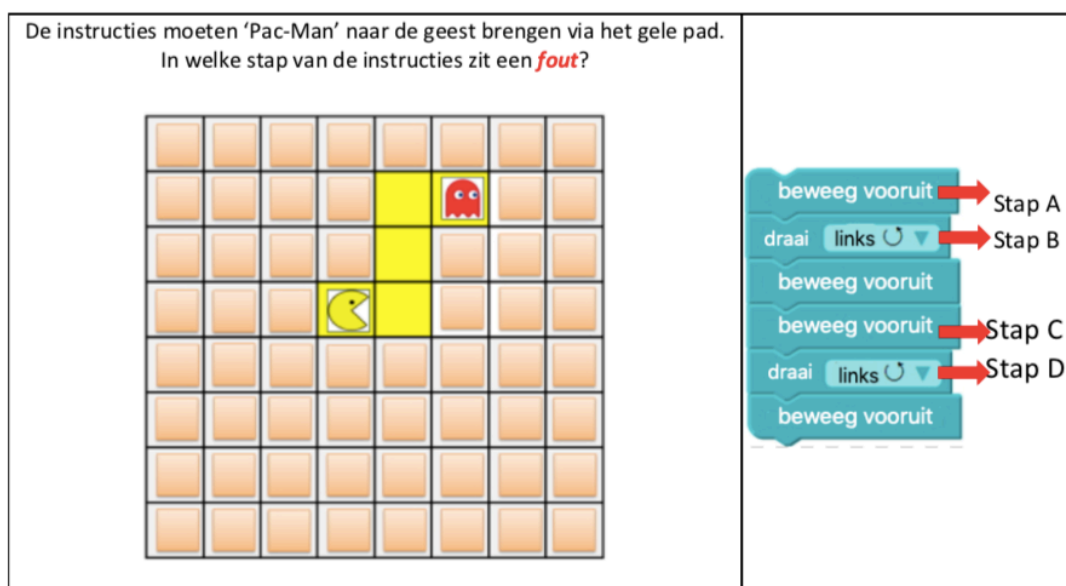 De instructies moeten ‘Pac-Man’ naar de geest brengen via het gele pad.
In welke stap van de instructies zit een fout?
beweeg vooruit
Stap A
draai links
Stap B
beweeg vooruit
beweeg vooruit
Stap C
draai links
Stap D
beweeg vooruit